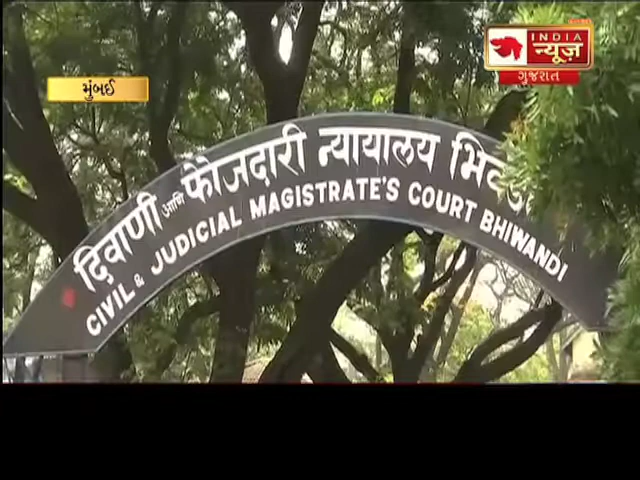 INDIA
न्यूज़
ગુજરાત
મુંબઈ
दिवाणी आणि फौजदारी न्यायालय
CIVIL & JUDICIAL MAGISTRATE'S COURT BHIWANDI